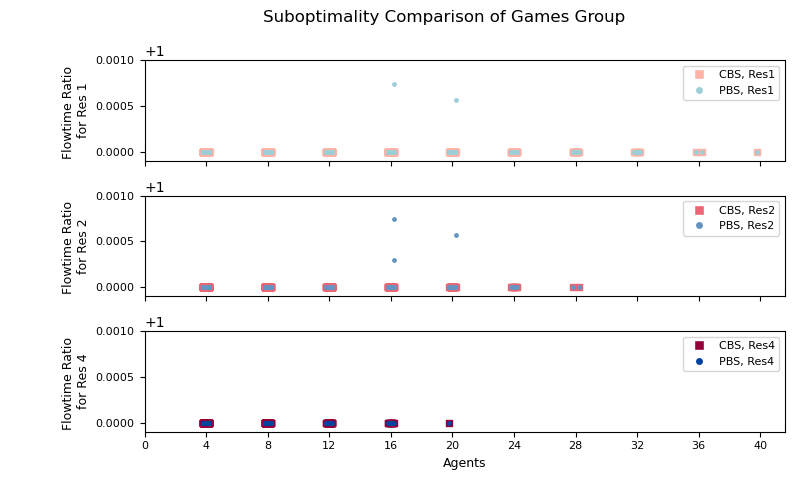 Suboptimality Comparison of Games Group
+1
0.0010
0.0005
0.0000
Flowtime Ratio
for Res 1
CBS, Res1
PBS, Res1
+1
0.0010
0.0005
0.0000
Flowtime Ratio
for Res 2
CBS, Res2
PBS, Res2
+1
0.0010
0.0005
0.0000
Flowtime Ratio
for Res 4
CBS, Res4
PBS, Res4
0 4 8 12 16 20 24 28 32 36 40
Agents